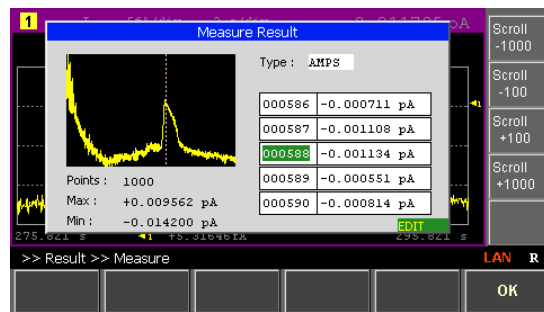 1
Measure Result
Type : AMPS
000586 -0.000711 pA
000587 -0.001108 pA
000588 -0.001134 pA
000589 -0.000551 pA
000590 -0.000814 pA
Points : 1000
Max : +0.009562 pA
Min : -0.014200 pA
EDIT
275.821 s
295.821 s
>> Result >> Measure
LAN R
Scroll
-1000
Scroll
-100
Scroll
+100
Scroll
+1000
OK